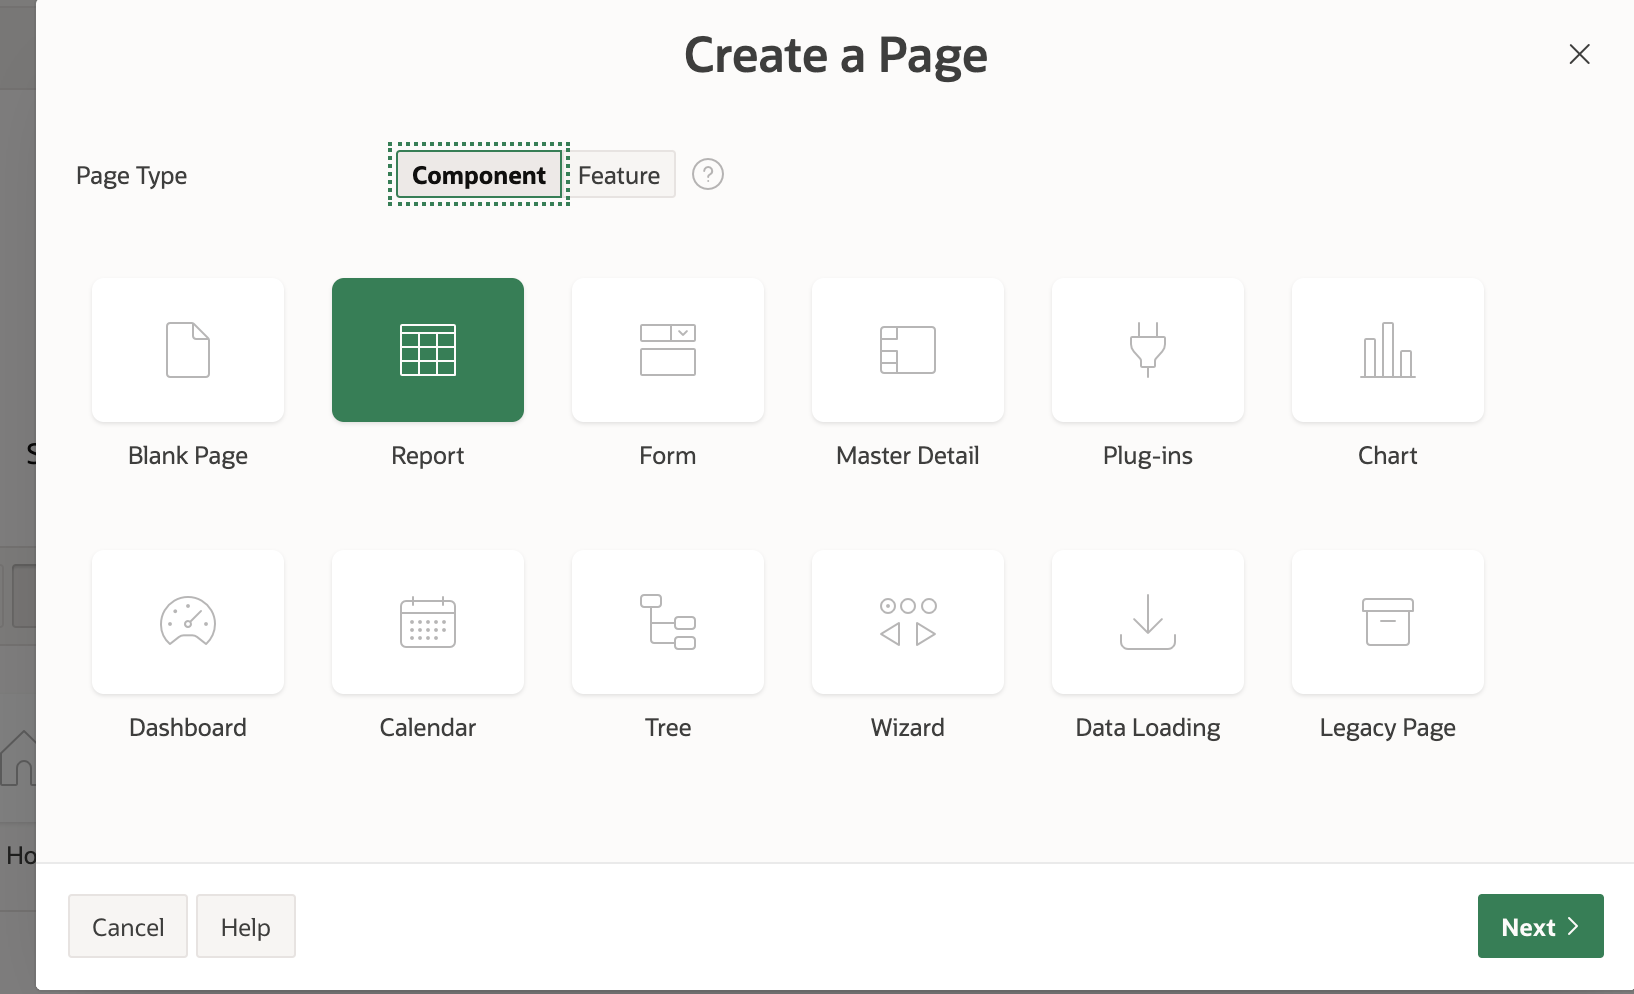 Create a Page
Page Type
Component
Feature
?
Blank Page
Report
Form
Master Detail
Plug-ins
Chart
S
Dashboard
Calendar
Tree
Wizard
Data Loading
Legacy Page
Ho
Cancel
Help
Next